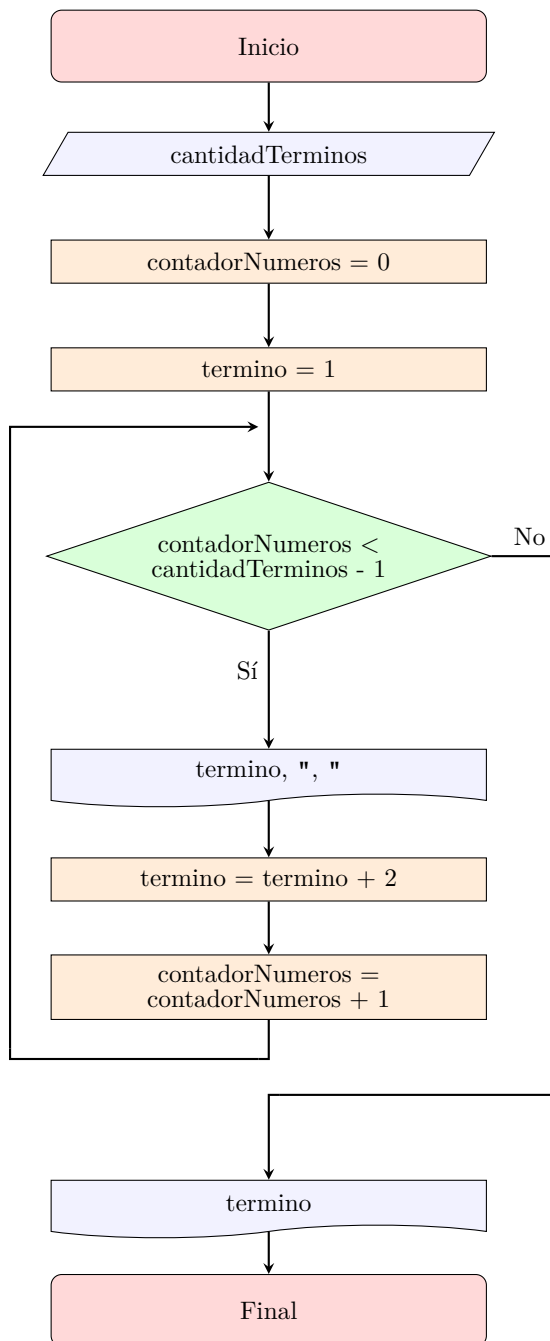 Inicio
cantidadTerminos
contadorNumeros = 0
termino = 1
contadorNumeros <
cantidadTerminos - 1
No
Sí
termino, ", "
termino = termino + 2
contadorNumeros =
contadorNumeros + 1
termino
Final